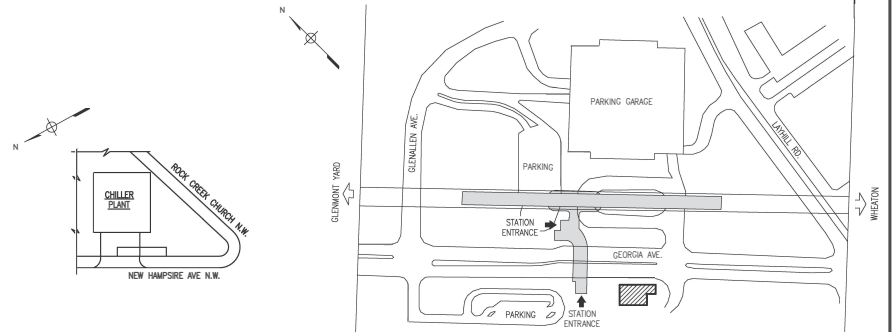 N
CHILLER
PLANT
ROCK CREEK CHURCH N.W.
NEW HAMPSIRE AVE N.W.
N
GLENMONT YARD
GLENALLEN AVE.
PARKING GARAGE
PARKING
LAYHILL RD.
WHEATON
STATION
ENTRANCE
GEORGIA AVE.
PARKING
STATION
ENTRANCE